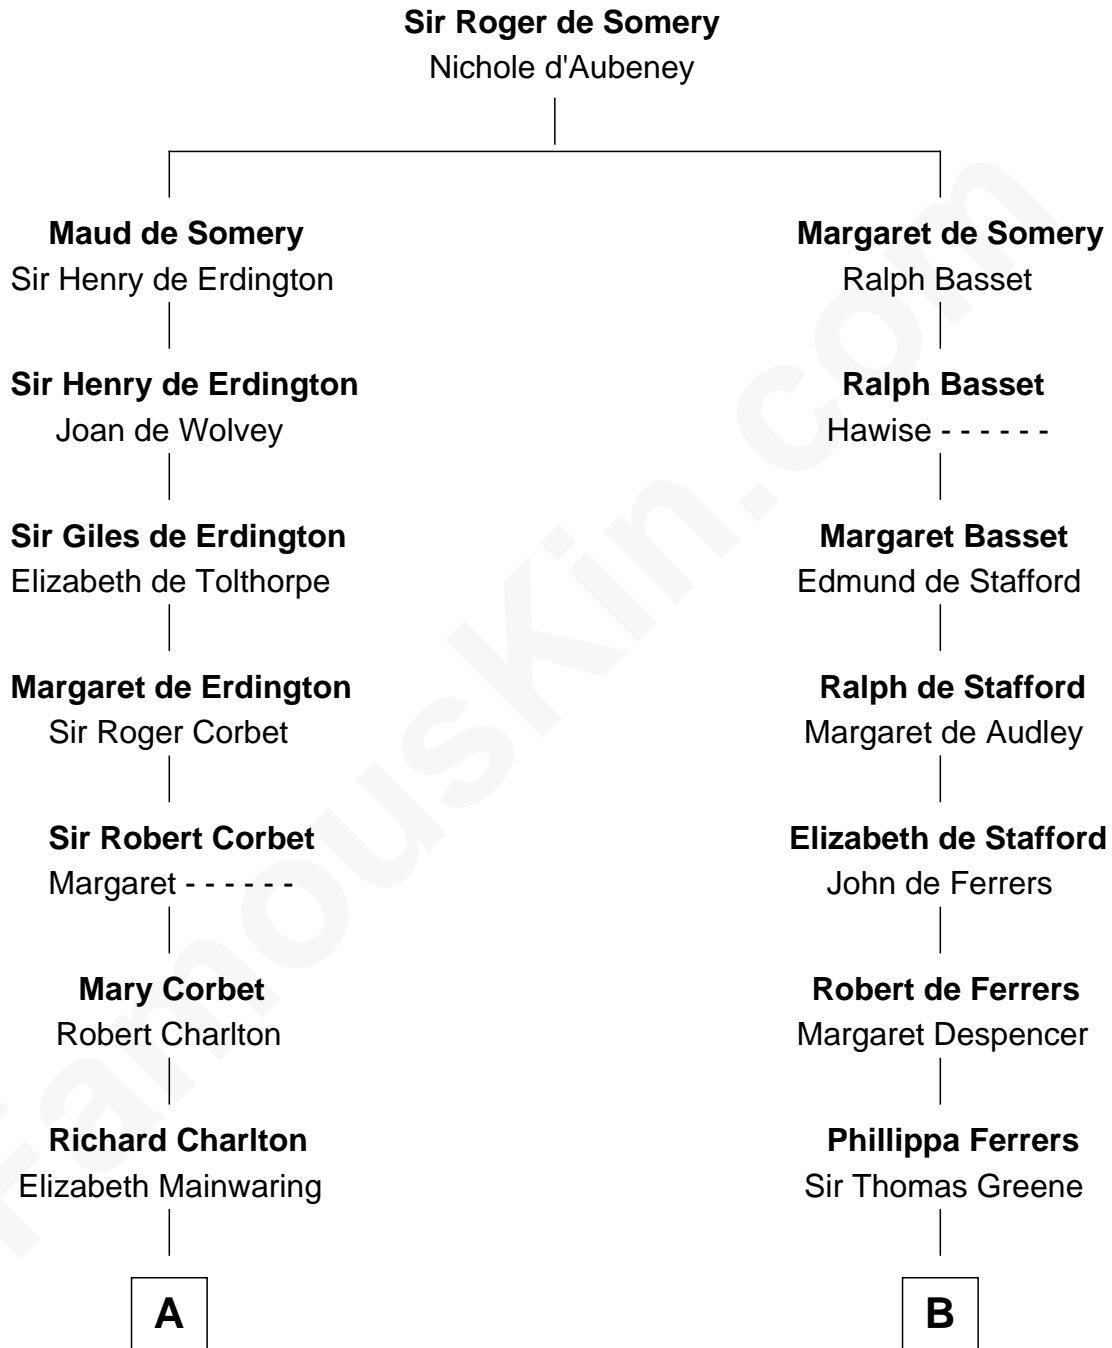 Sir Roger de Somery
Nichole d'Aubeney
Maud de Somery
Sir Henry de Erdington
Margaret de Somery
Ralph Basset
Sir Henry de Erdington
Joan de Wolvey
Ralph Basset
Hawise - - - - - -
Sir Giles de Erdington
Elizabeth de Tolthorpe
Margaret Basset
Edmund de Stafford
Margaret de Erdington
Sir Roger Corbet
Ralph de Stafford
Margaret de Audley
Sir Robert Corbet
Margaret - - - - - -
Elizabeth de Stafford
John de Ferrers
Mary Corbet
Robert Charlton
Robert de Ferrers
Margaret Despencer
Richard Charlton
Elizabeth Mainwaring
Phillippa Ferrers
Sir Thomas Greene
A
B
FamousKin.com